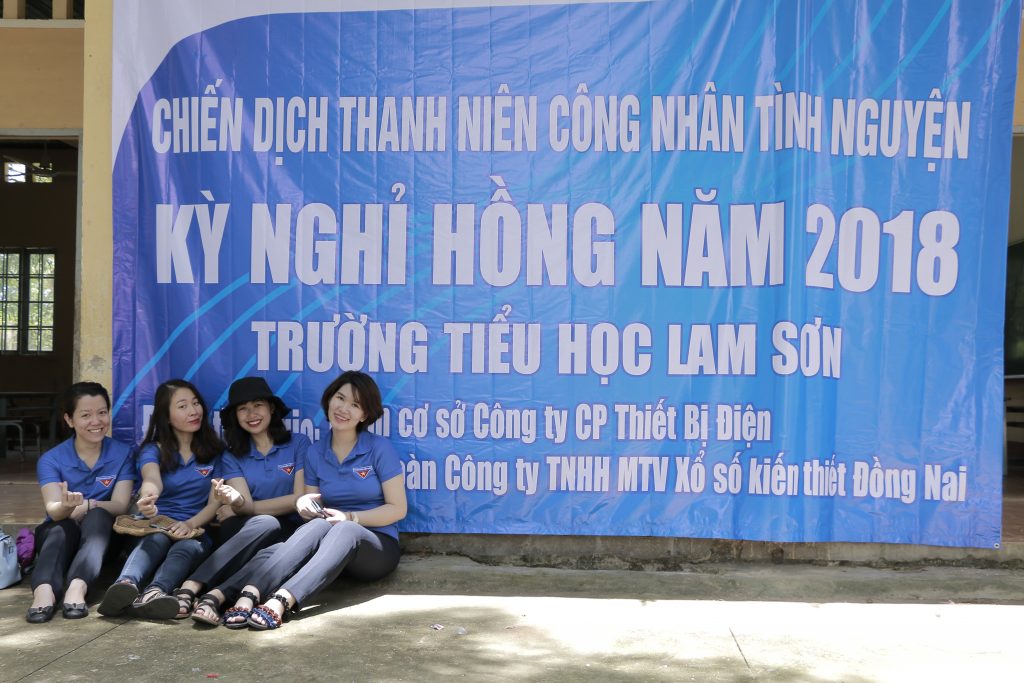 CHIẾN DỊCH THANH NIÊN CÔNG NHÂN TÌNH NGUYỆN
KỲ NGHỈ HỒNG NĂM 2018
TRƯỜNG TIỂU HỌC LAM SƠN
cơ sở Công ty CP Thiết Bị Điện
Công ty TNHH MTV Xổ số kiến thiết Đồng Nai